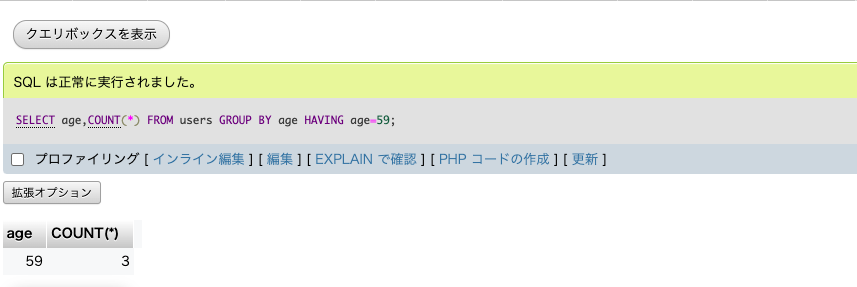 クエリボックスを表示
SQL は正常に実行されました。
SELECT age,COUNT(*) FROM users GROUP BY age HAVING age=59;
プロファイリング [ インライン編集 ] [ 編集 ] [ EXPLAIN で確認 ] [ PHP コードの作成 ] [ 更新 ]
拡張オプション
age COUNT(*)
59 3